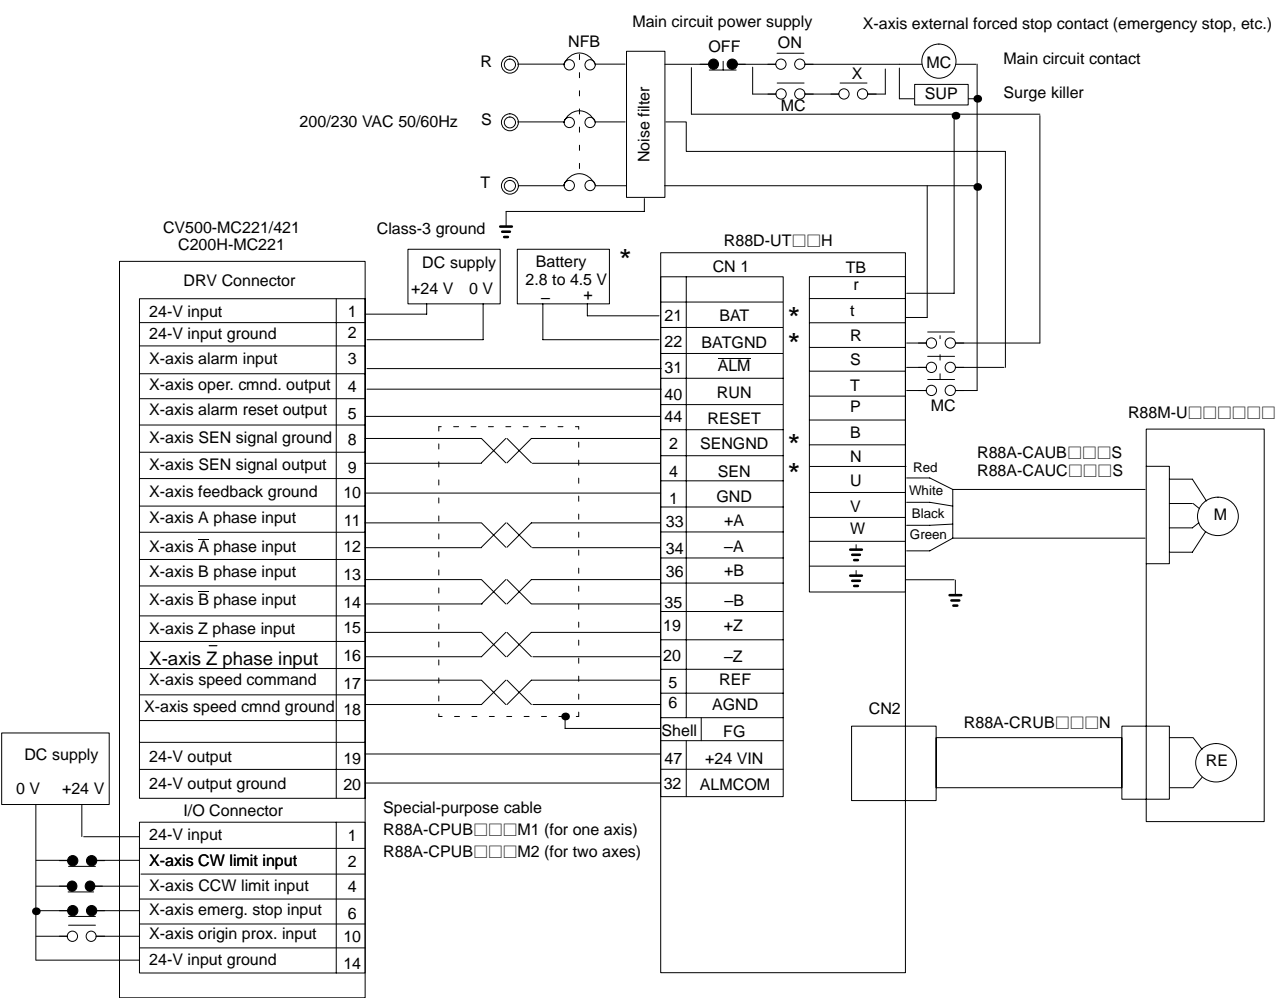 Main circuit power supply
X-axis external forced stop contact (emergency stop, etc.)
NFB
OFF
ON
R
MC
Main circuit contact
X
MC
SUP
Surge killer
200/230 VAC 50/60Hz
S
Noise filter
T
CV500-MC221/421
C200H-MC221
Class-3 ground
R88D-UT□□H
DRV Connector
DC supply
+24 V 0 V
Battery
2.8 to 4.5 V
– +
*
CN 1
TB
24-V input 1
24-V input ground 2
X-axis alarm input 3
X-axis oper. cmnd. output 4
X-axis alarm reset output 5
X-axis SEN signal ground 8
X-axis SEN signal output 9
X-axis feedback ground 10
X-axis A phase input 11
X-axis A̅ phase input 12
X-axis B phase input 13
X-axis B̅ phase input 14
X-axis Z phase input 15
X-axis Z̅ phase input 16
X-axis speed command 17
X-axis speed cmnd ground 18
24-V output 19
24-V output ground 20
21 BAT *
22 BATGND *
31 A̅L̅M̅
40 RUN
44 RESET
2 SENGND *
4 SEN *
1 GND
33 +A
34 –A
36 +B
35 –B
19 +Z
20 –Z
5 REF
6 AGND
Shell FG
47 +24 VIN
32 ALMCOM
r
t
R
S
T
P
B
N
U
V
W
MC
Red
White
Black
Green
R88A-CAUB□□□S
R88A-CAUC□□□S
R88M-U□□□□□□
M
CN2
R88A-CRUB□□□N
RE
DC supply
0 V +24 V
I/O Connector
24-V input 1
X-axis CW limit input 2
X-axis CCW limit input 4
X-axis emerg. stop input 6
X-axis origin prox. input 10
24-V input ground 14
Special-purpose cable
R88A-CPUB□□□M1 (for one axis)
R88A-CPUB□□□M2 (for two axes)